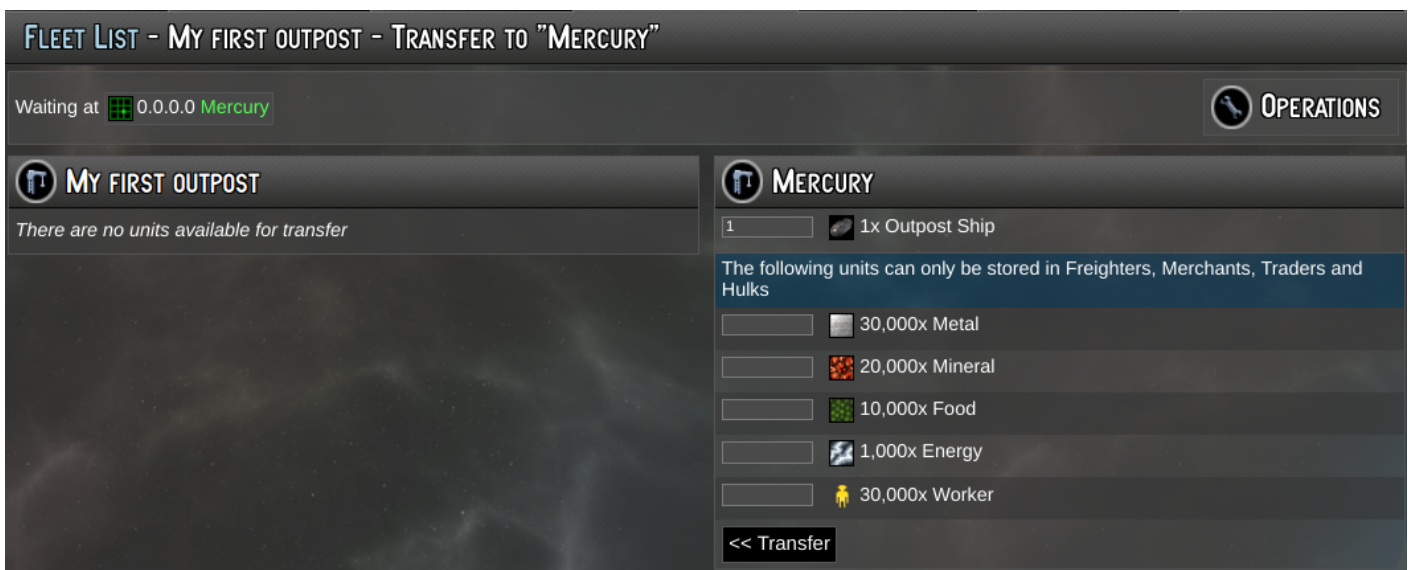 Fleet List - My first outpost - Transfer to "Mercury"
Waiting at 0.0.0.0 Mercury
Operations
My first outpost
There are no units available for transfer
Mercury
1 1x Outpost Ship
The following units can only be stored in Freighters, Merchants, Traders and
Hulks
30,000x Metal
20,000x Mineral
10,000x Food
1,000x Energy
30,000x Worker
<< Transfer